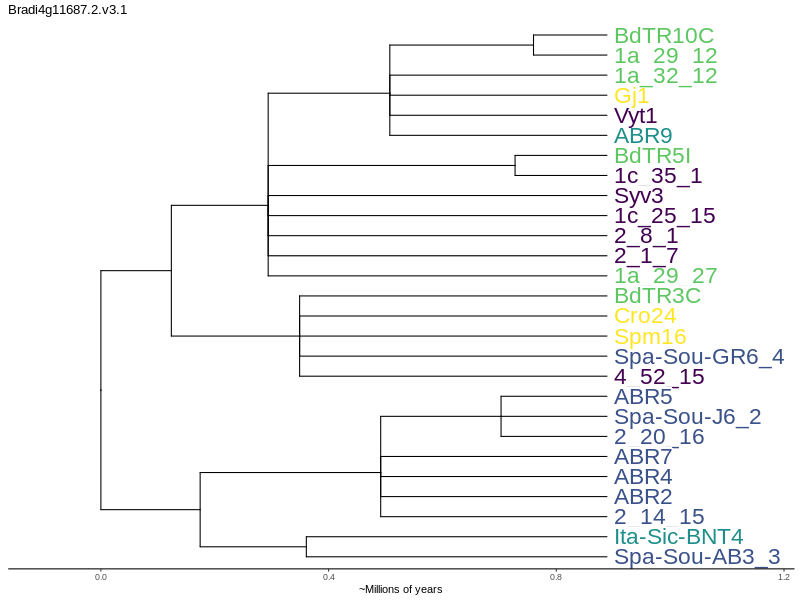 Bradi4g11687.2.v3.1
BdTR10C
1a_29_12
1a_32_12
Gj1
Vyt1
ABR9
BdTR5I
1c_35_1
Syv3
1c_25_15
2_8_1
2_1_7
1a_29_27
BdTR3C
Cro24
Spm16
Spa-Sou-GR6_4
4_52_15
ABR5
Spa-Sou-J6_2
2_20_16
ABR7
ABR4
ABR2
2_14_15
Ita-Sic-BNT4
Spa-Sou-AB3_3
0.0 0.4 0.8 1.2
~Millions of years